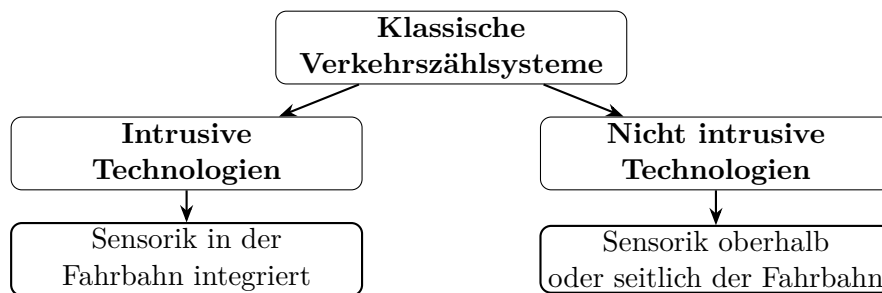 Klassische
Verkehrszählsysteme
Intrusive
Technologien
Nicht intrusive
Technologien
Sensorik in der
Fahrbahn integriert
Sensorik oberhalb
oder seitlich der Fahrbahn